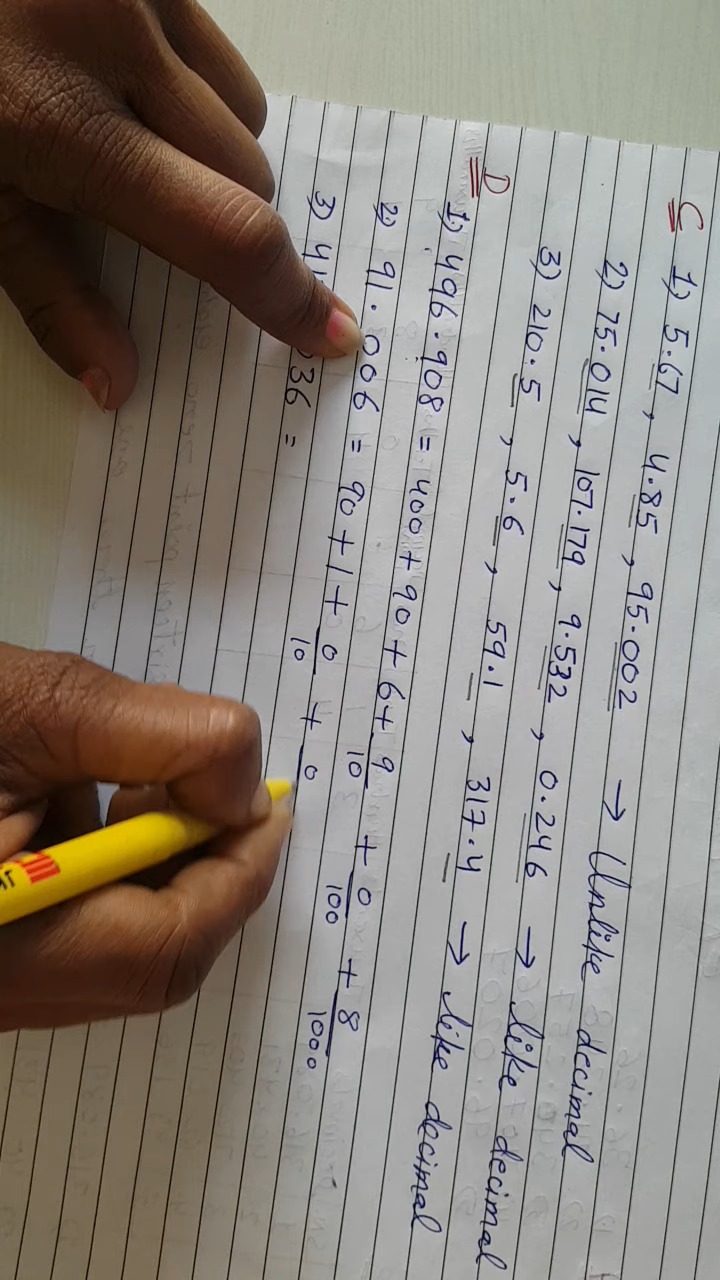 C 1) 5.67, 4.85, 95.002 → Unlike decimal
2) 75.014, 107.179, 9.532, 0.246 → like decimal
3) 210.5, 5.6, 59.1, 317.4 → like decimal
D
1) 496.908 = 400 + 90 + 6 + 9/10 + 0/100 + 8/1000
2) 91.006 = 90 + 1 + 0/10 + 0
3) 36 =